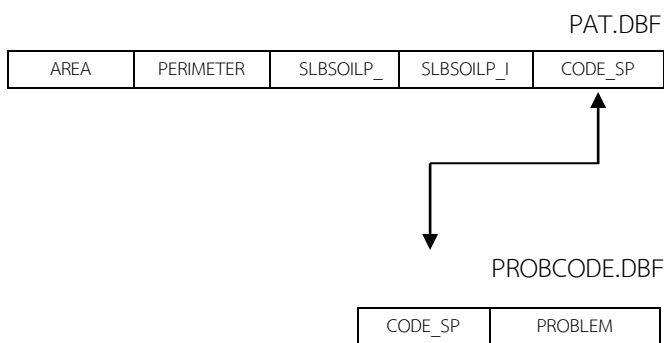 PAT.DBF
AREA PERIMETER SLBSOILP_ SLBSOILP_I CODE_SP
PROBCODE.DBF
CODE_SP PROBLEM